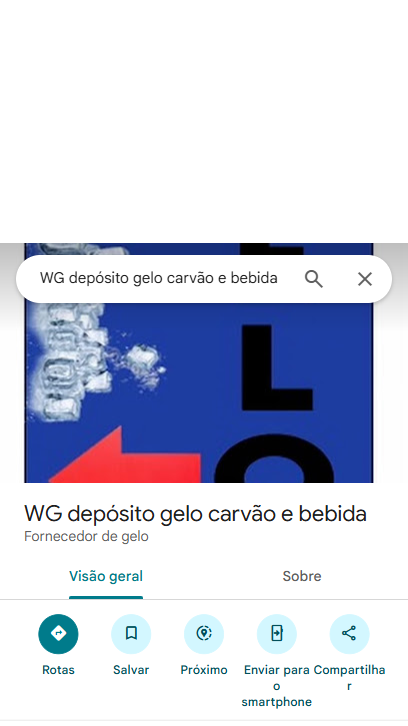 WG depósito gelo carvão e bebida
L
O
WG depósito gelo carvão e bebida
Fornecedor de gelo
Visão geral
Sobre
Rotas
Salvar
Próximo
Enviar para
o
smartphone
Compartilha
r